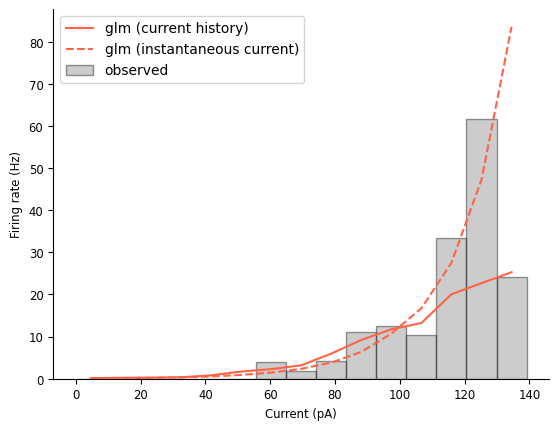 glm (current history)
glm (instantaneous current)
observed
80
70
60
50
40
30
20
10
0
Firing rate (Hz)
0 20 40 60 80 100 120 140
Current (pA)